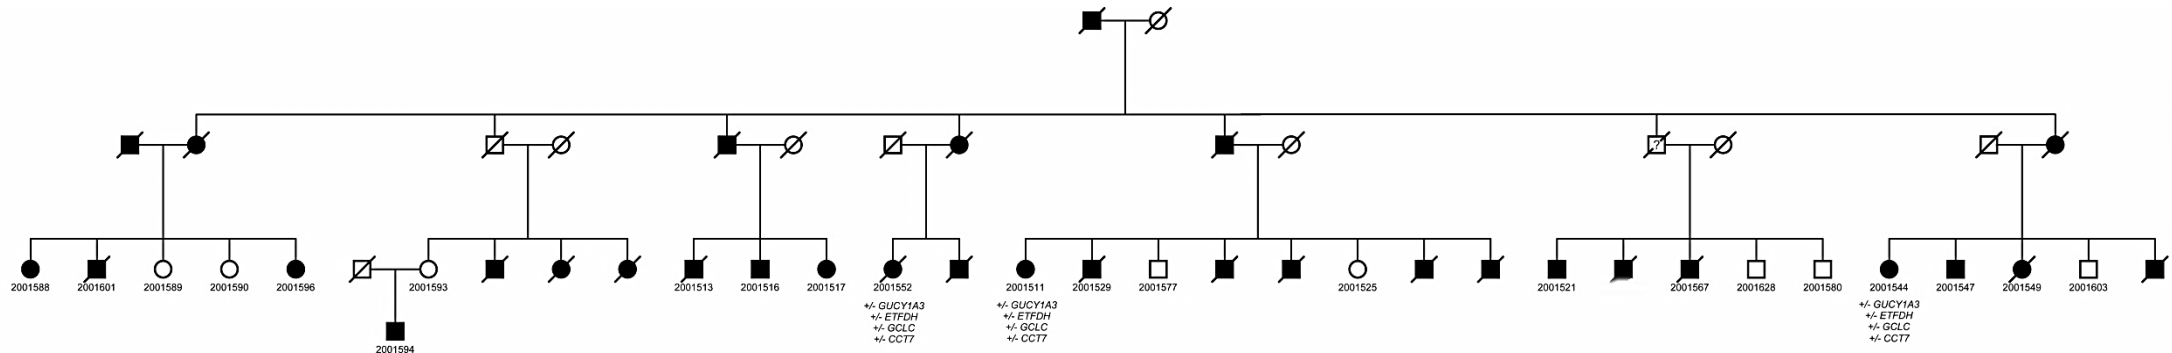 ?
2001588 2001601 2001589 2001590 2001596 2001593 2001513 2001516 2001517 2001552 2001511 2001529 2001577 2001525 2001521 2001567 2001628 2001580 2001544 2001547 2001549 2001603
+/- GUCY1A3 +/- GUCY1A3 +/- GUCY1A3
+/- ETFDH +/- ETFDH +/- ETFDH
+/- GCLC +/- GCLC +/- GCLC
+/- CCT7 +/- CCT7 +/- CCT7
2001594